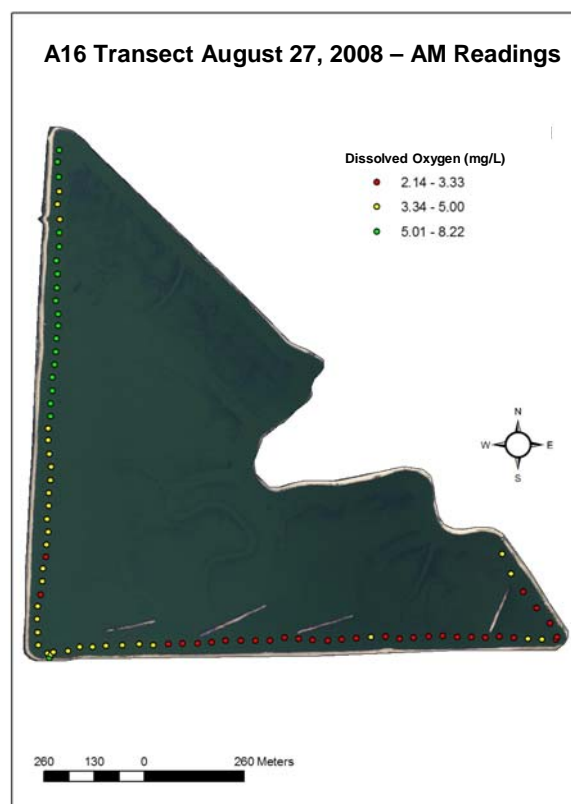 A16 Transect August 27, 2008 – AM Readings
Dissolved Oxygen (mg/L)
2.14 - 3.33
3.34 - 5.00
5.01 - 8.22
N
W E
S
260 130 0 260 Meters